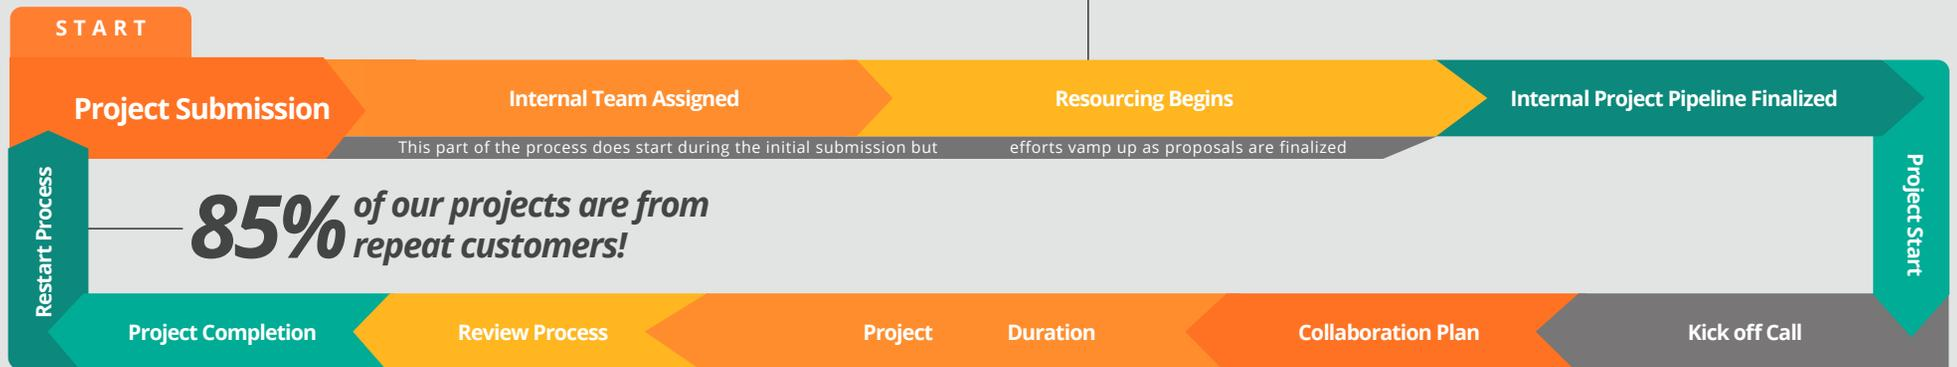 START
Project Submission
Internal Team Assigned
Resourcing Begins
Internal Project Pipeline Finalized
This part of the process does start during the initial submission but efforts vamp up as proposals are finalized
Project Start
Restart Process
85% of our projects are from
repeat customers!
Kick off Call
Collaboration Plan
Project Duration
Review Process
Project Completion